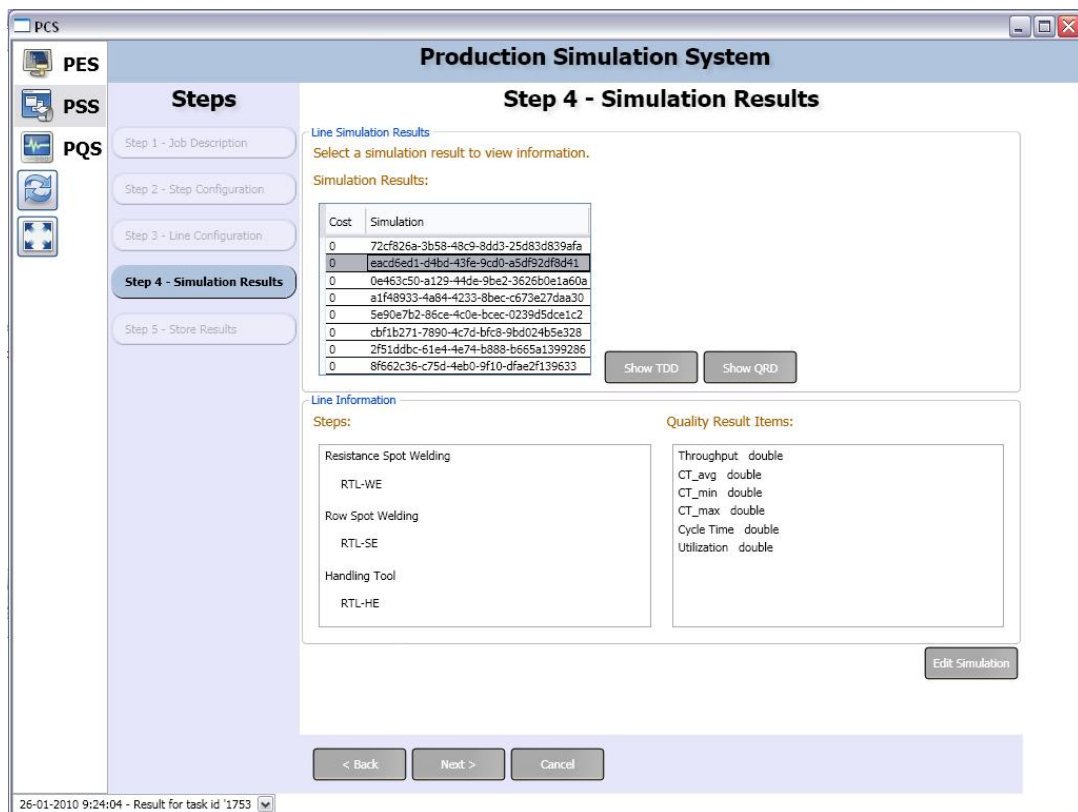 PCS
PES
PSS
PQS
Production Simulation System
Steps
Step 1 - Job Description
Step 2 - Step Configuration
Step 3 - Line Configuration
Step 4 - Simulation Results
Step 5 - Store Results
Step 4 - Simulation Results
Line Simulation Results
Select a simulation result to view information.
Simulation Results:
Cost Simulation
0 72cf826a-3b58-48c9-8dd3-25d83d839afa
0 eacd6ed1-d4bd-43fe-9cd0-a5df92df8d41
0 0e463c50-a129-44de-9be2-3626b0e1a60a
0 a1f48933-4a84-4233-8bec-c673e27daa30
0 5e90e7b2-86ce-4c0e-bcec-0239d5dce1c2
0 cbf1b271-7890-4c7d-bfc8-9bd024b5e328
0 2f51ddbc-61e4-4e74-b888-b665a1399286
0 8f662c36-c75d-4eb0-9f10-dfae2f139633
Show TDD Show QRD
Line Information
Steps:
Resistance Spot Welding
RTL-WE
Row Spot Welding
RTL-SE
Handling Tool
RTL-HE
Quality Result Items:
Throughput double
CT_avg double
CT_min double
CT_max double
Cycle Time double
Utilization double
Edit Simulation
< Back Next > Cancel
26-01-2010 9:24:04 - Result for task id '1753